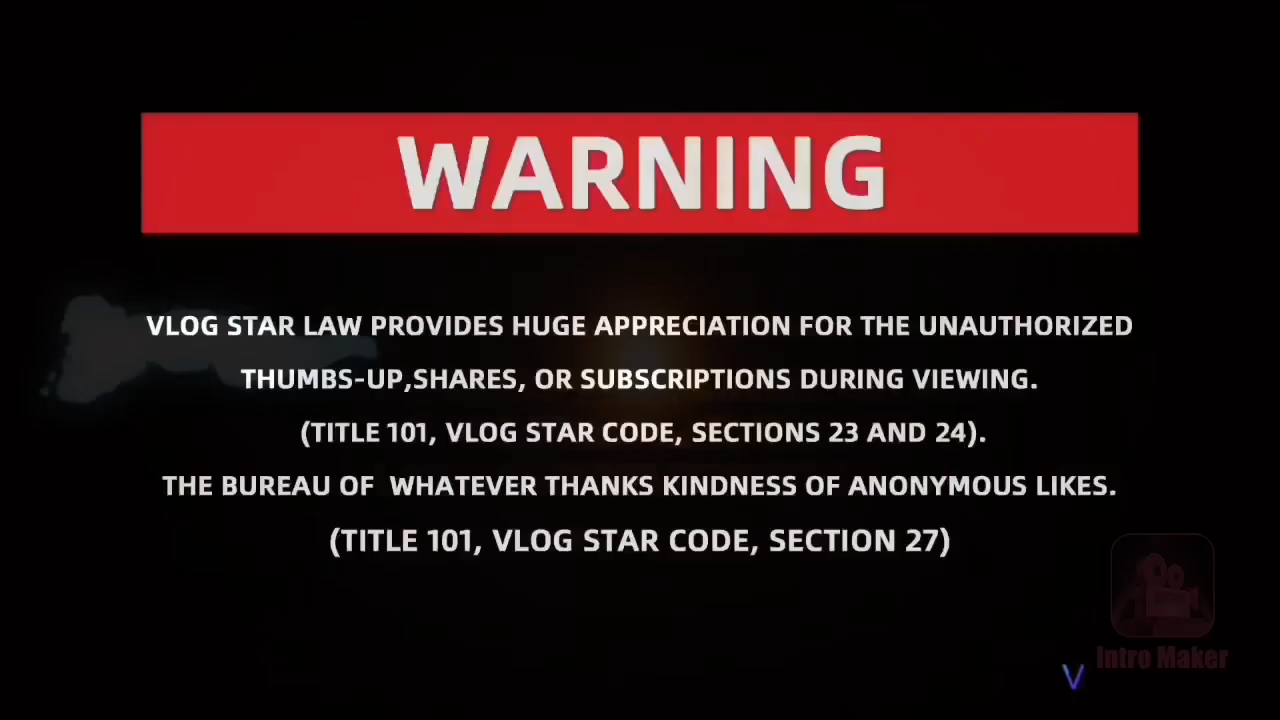 WARNING
VLOG STAR LAW PROVIDES HUGE APPRECIATION FOR THE UNAUTHORIZED
THUMBS-UP,SHARES, OR SUBSCRIPTIONS DURING VIEWING.
(TITLE 101, VLOG STAR CODE, SECTIONS 23 AND 24).
THE BUREAU OF  WHATEVER THANKS KINDNESS OF ANONYMOUS LIKES.
(TITLE 101, VLOG STAR CODE, SECTION 27)
Intro Maker
V